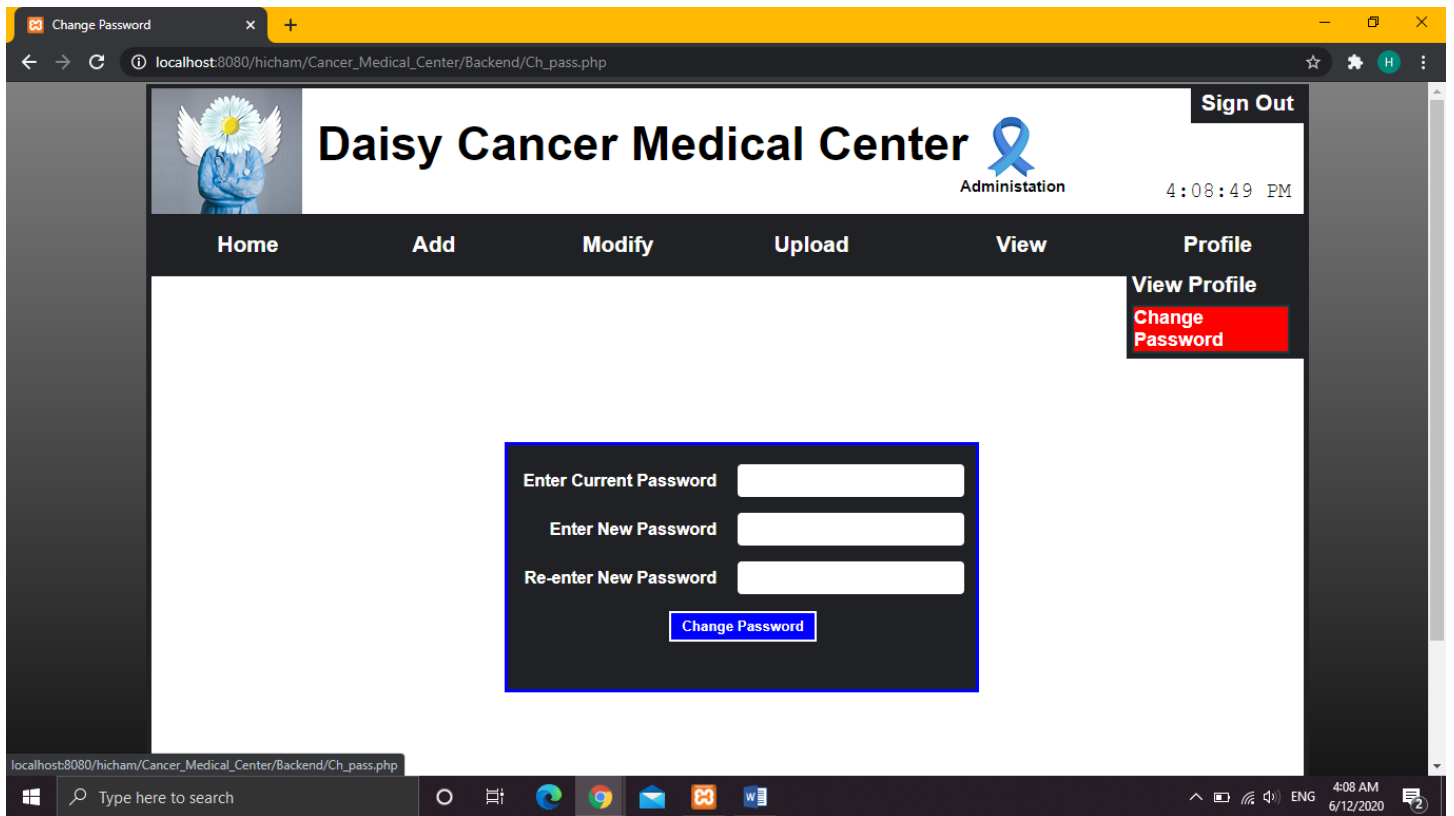 Change Password
localhost:8080/hicham/Cancer_Medical_Center/Backend/Ch_pass.php
H
Sign Out
Daisy Cancer Medical Center
Administation
4:08:49 PM
Home Add Modify Upload View Profile
View Profile
Change
Password
Enter Current Password
Enter New Password
Re-enter New Password
Change Password
localhost:8080/hicham/Cancer_Medical_Center/Backend/Ch_pass.php
Type here to search
W
ENG
4:08 AM
6/12/2020
2